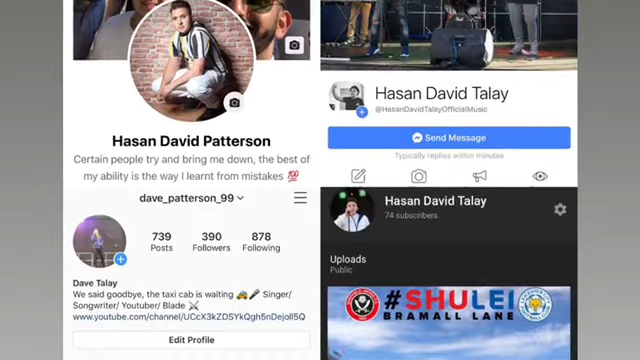 Hasan David Patterson
Certain people try and bring me down, the best of
my ability is the way I learnt from mistakes 💯
dave_patterson_99
739
390
878
Posts
Followers
Following
Dave Talay
We said goodbye, the taxi cab is waiting 🚕🎤 Singer/
Songwriter/ Youtuber/ Blade ⚔
www.youtube.com/channel/UCcX3kZDSYkQgh5nDejoll5Q
Edit Profile
Hasan David Talay
@HasanDavidTalayOfficialMusic
Send Message
Typically replies within minutes
Hasan David Talay
74 subscribers
Uploads
Public
#SHULEI
BRAMALL LANE